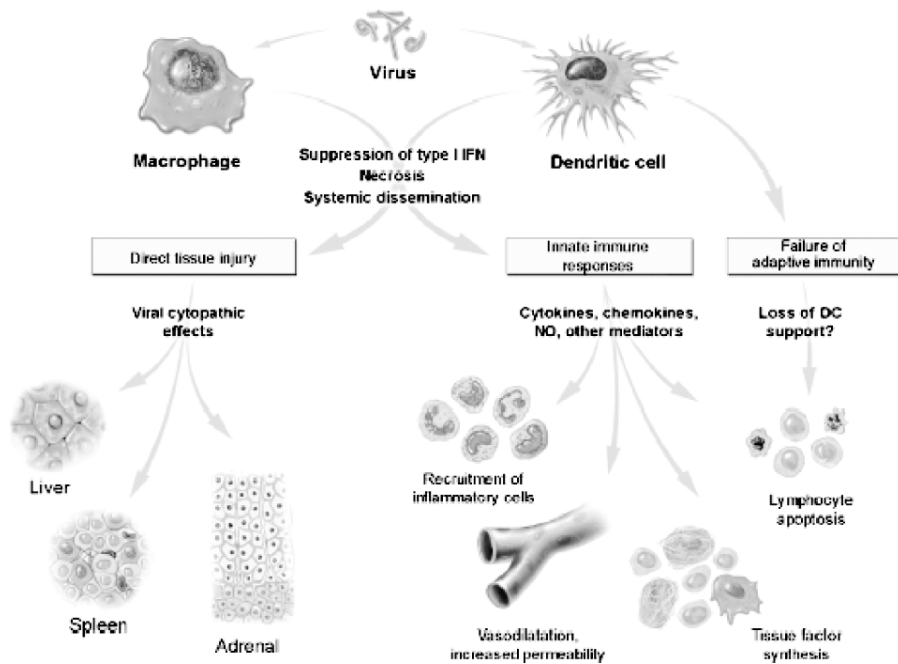 Virus
Macrophage
Dendritic cell
Suppression of type I IFN
Necrosis
Systemic dissemination
Direct tissue injury
Innate immune
responses
Failure of
adaptive immunity
Viral cytopathic
effects
Cytokines, chemokines,
NO, other mediators
Loss of DC
support?
Liver
Spleen
Adrenal
Recruitment of
inflammatory cells
Vasodilatation,
increased permeability
Lymphocyte
apoptosis
Tissue factor
synthesis